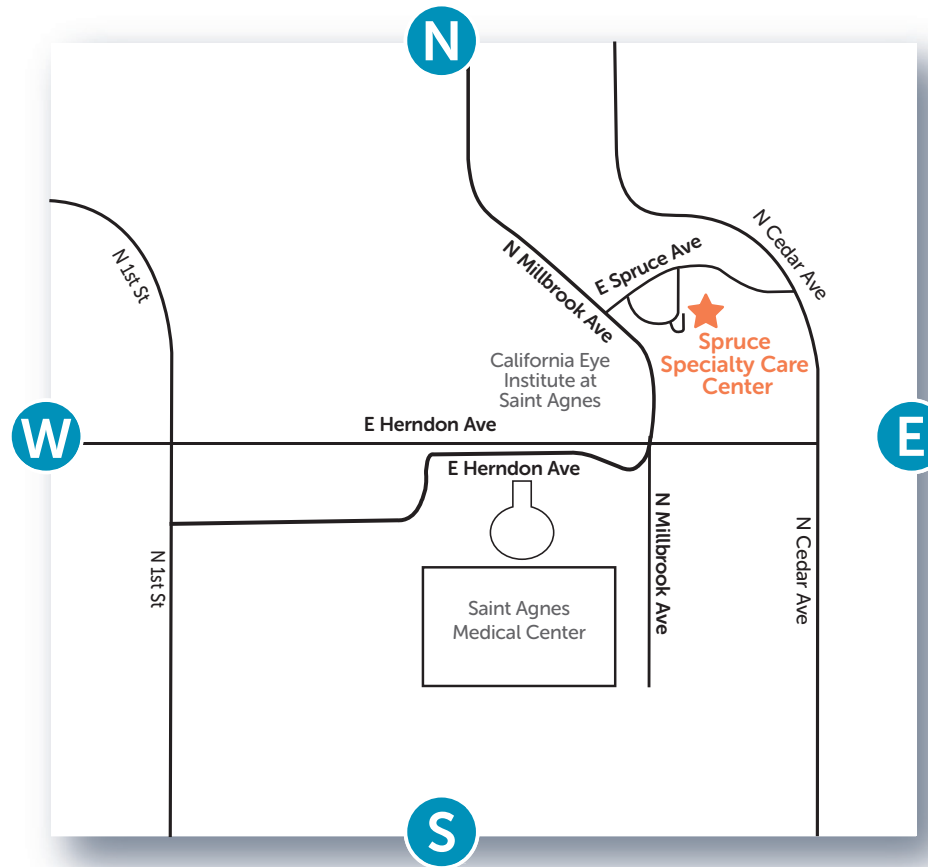 N
N 1st St
N Millbrook Ave
E Spruce Ave
N Cedar Ave
Spruce
Specialty Care
Center
California Eye
Institute at
Saint Agnes
W
E Herndon Ave
E
E Herndon Ave
N 1st St
N Millbrook Ave
N Cedar Ave
Saint Agnes
Medical Center
S